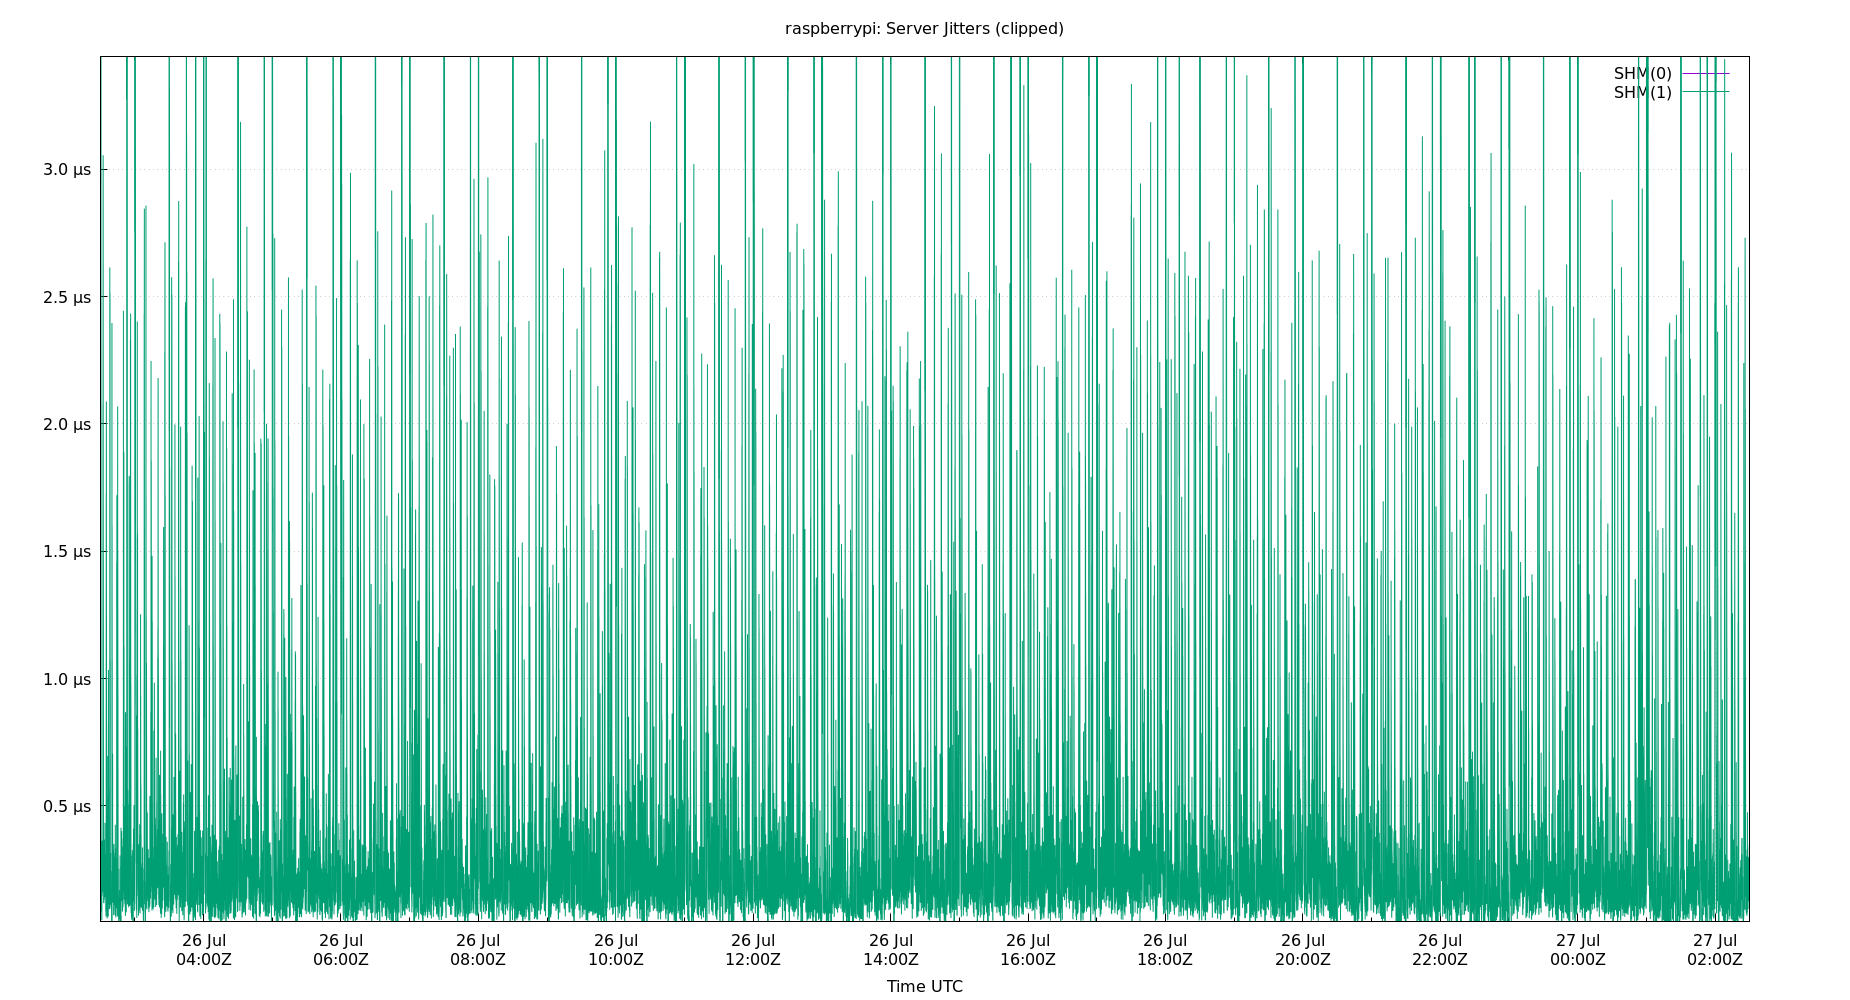 raspberrypi: Server Jitters (clipped)
SHM(0)
SHM(1)
3.0 µs
2.5 µs
2.0 µs
1.5 µs
1.0 µs
0.5 µs
26 Jul 26 Jul 26 Jul 26 Jul 26 Jul 26 Jul 26 Jul 26 Jul 26 Jul 26 Jul 27 Jul 27 Jul
04:00Z 06:00Z 08:00Z 10:00Z 12:00Z 14:00Z 16:00Z 18:00Z 20:00Z 22:00Z 00:00Z 02:00Z
Time UTC